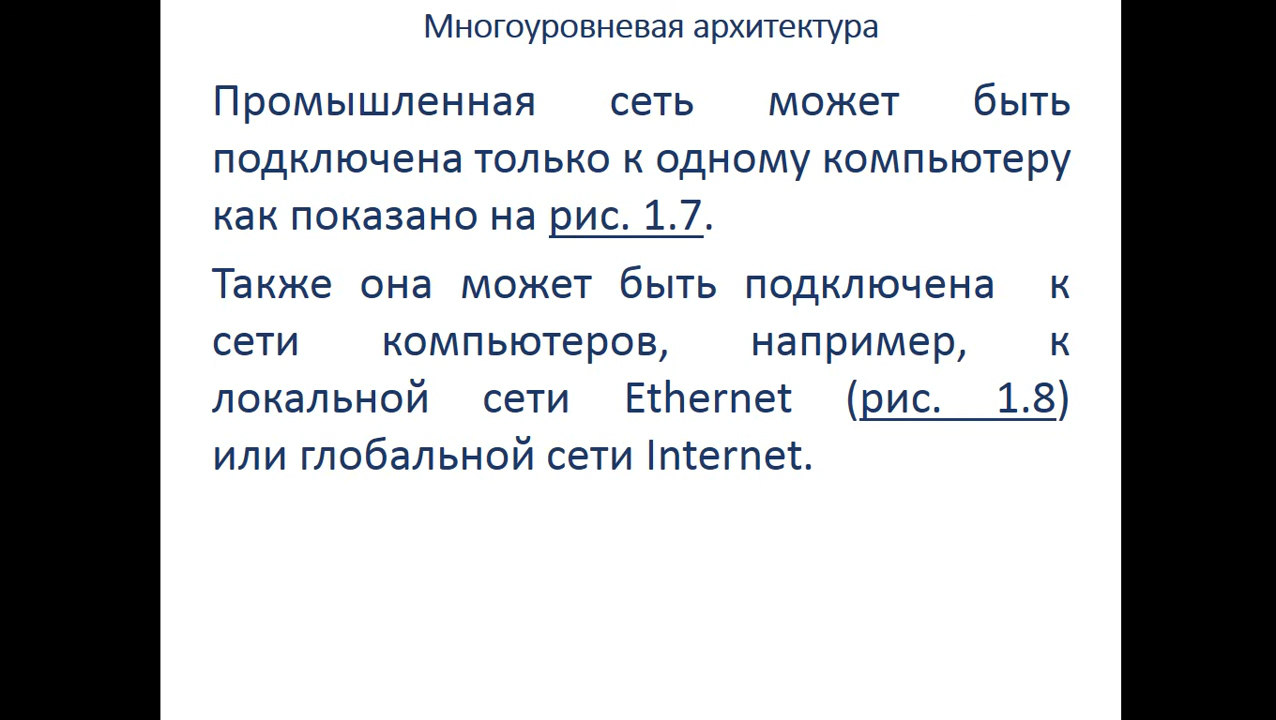 Многоуровневая архитектура
Промышленная сеть может быть
подключена только к одному компьютеру
как показано на рис. 1.7.
Также она может быть подключена к
сети компьютеров, например, к
локальной сети Ethernet (рис. 1.8)
или глобальной сети Internet.